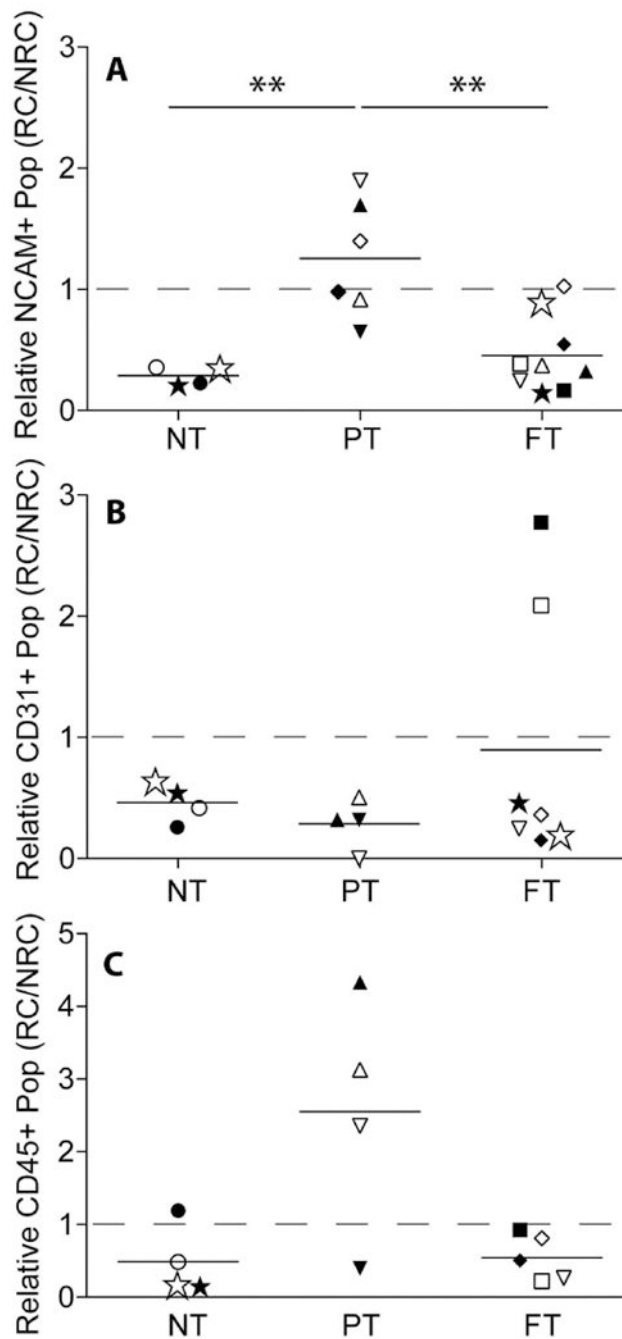 A
Relative NCAM+ Pop (RC/NRC)
3
2
1
0
** **
NT PT FT
B
Relative CD31+ Pop (RC/NRC)
3
2
1
0
NT PT FT
C
Relative CD45+ Pop (RC/NRC)
5
4
3
2
1
0
NT PT FT